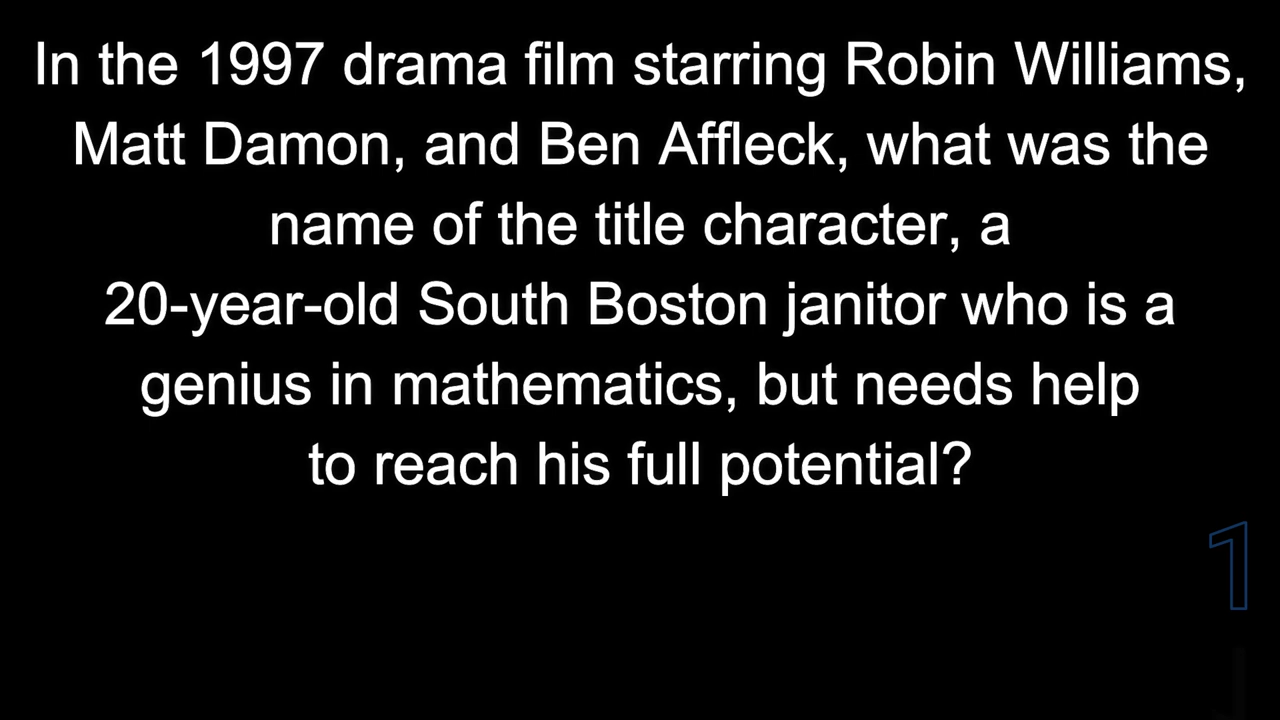 In the 1997 drama film starring Robin Williams,
Matt Damon, and Ben Affleck, what was the
name of the title character, a
20-year-old South Boston janitor who is a
genius in mathematics, but needs help
to reach his full potential?
1